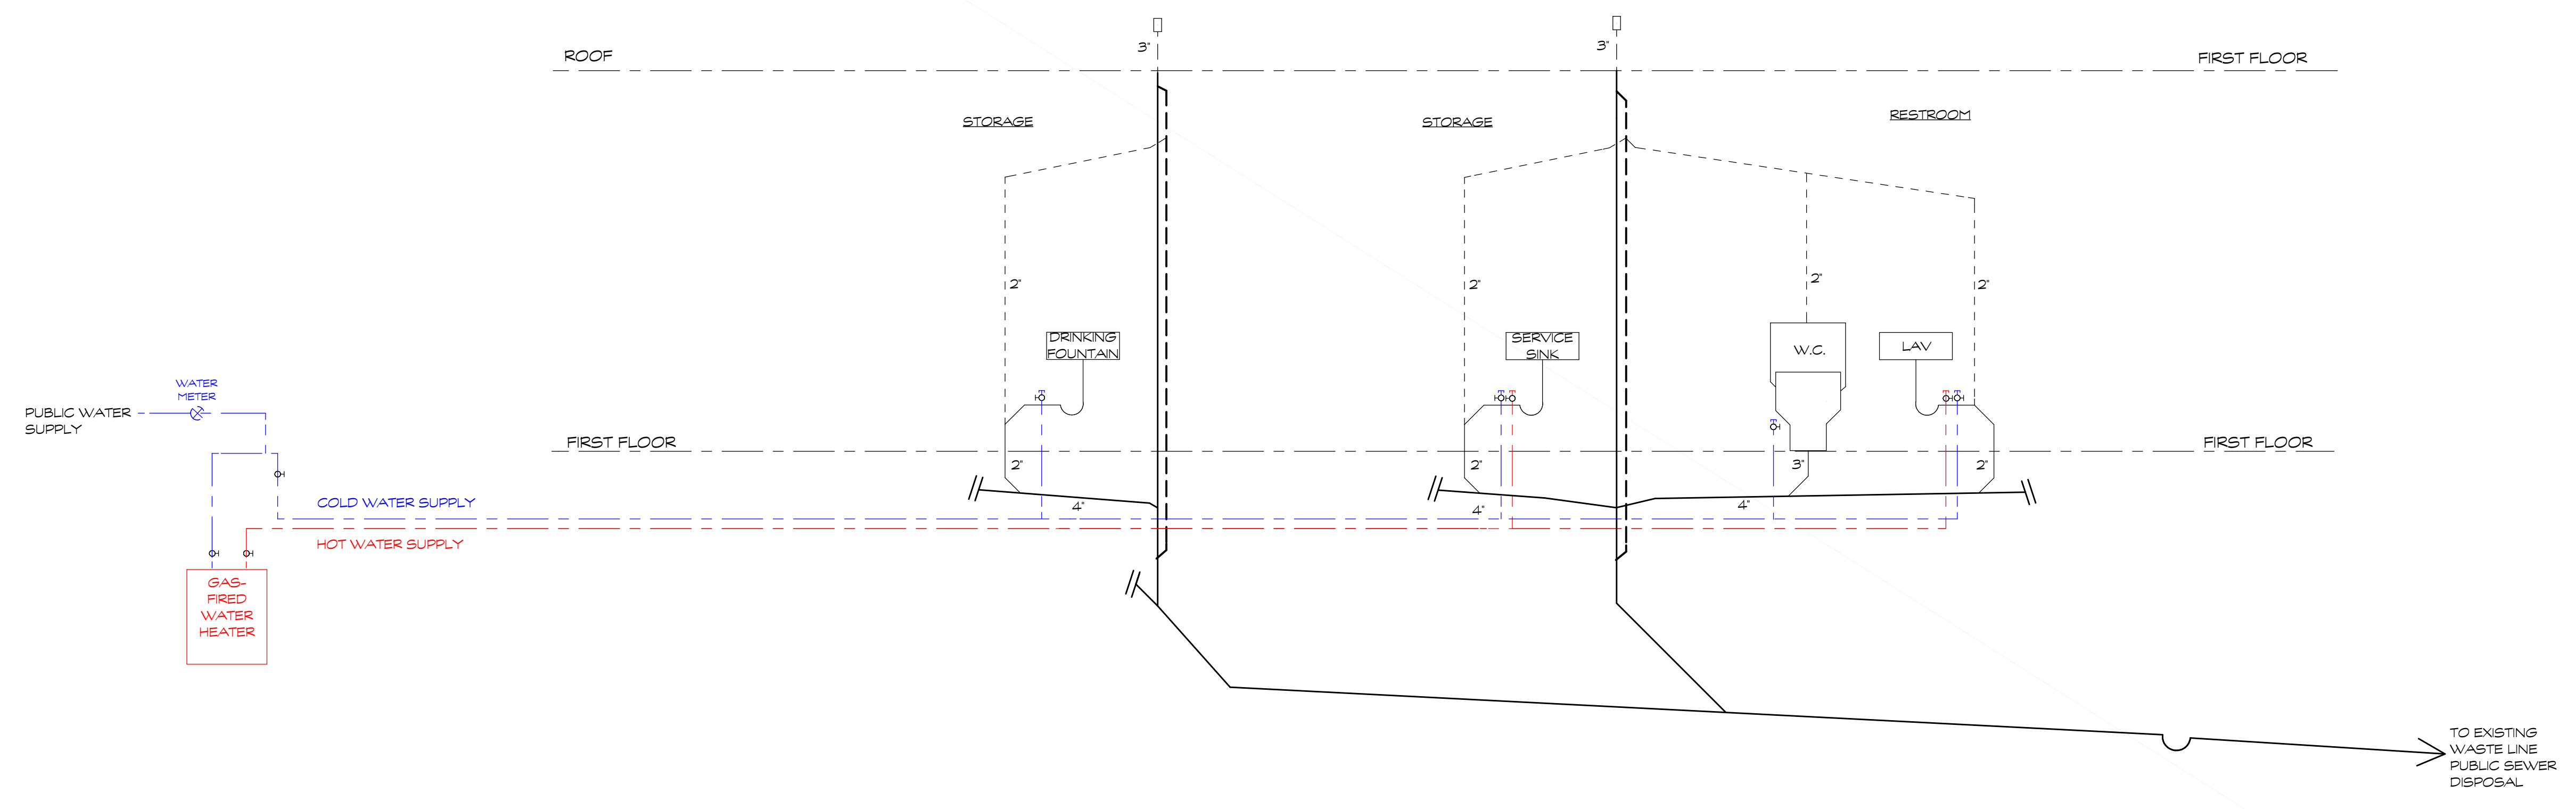 3"
3"
ROOF
FIRST FLOOR
STORAGE
STORAGE
RESTROOM
2"
2"
2"
2"
DRINKING
FOUNTAIN
SERVICE
SINK
W.C.
LAV
WATER
METER
PUBLIC WATER
SUPPLY
FIRST FLOOR
FIRST FLOOR
2"
2"
3"
2"
COLD WATER SUPPLY
4"
4"
4"
HOT WATER SUPPLY
GAS-
FIRED
WATER
HEATER
TO EXISTING
WASTE LINE
PUBLIC SEWER
DISPOSAL